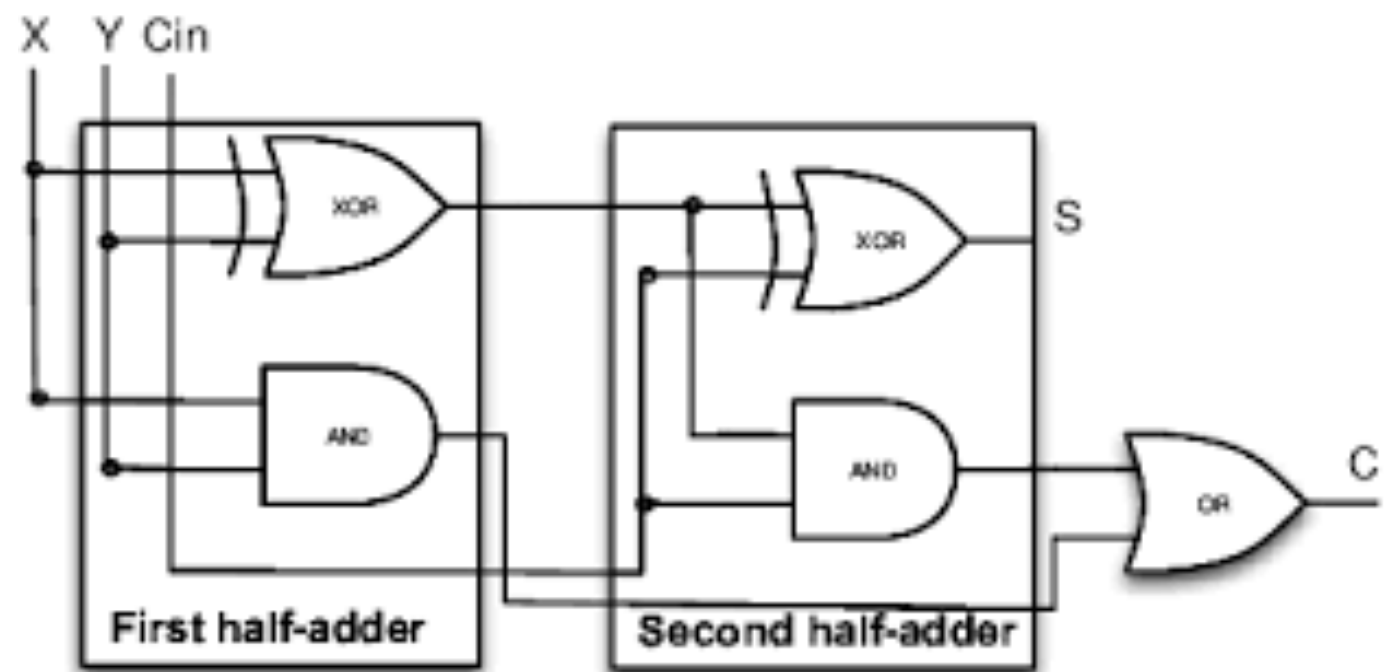 X Y Cin
XOR
XOR
S
AND
AND
C
OR
First half-adder
Second half-adder